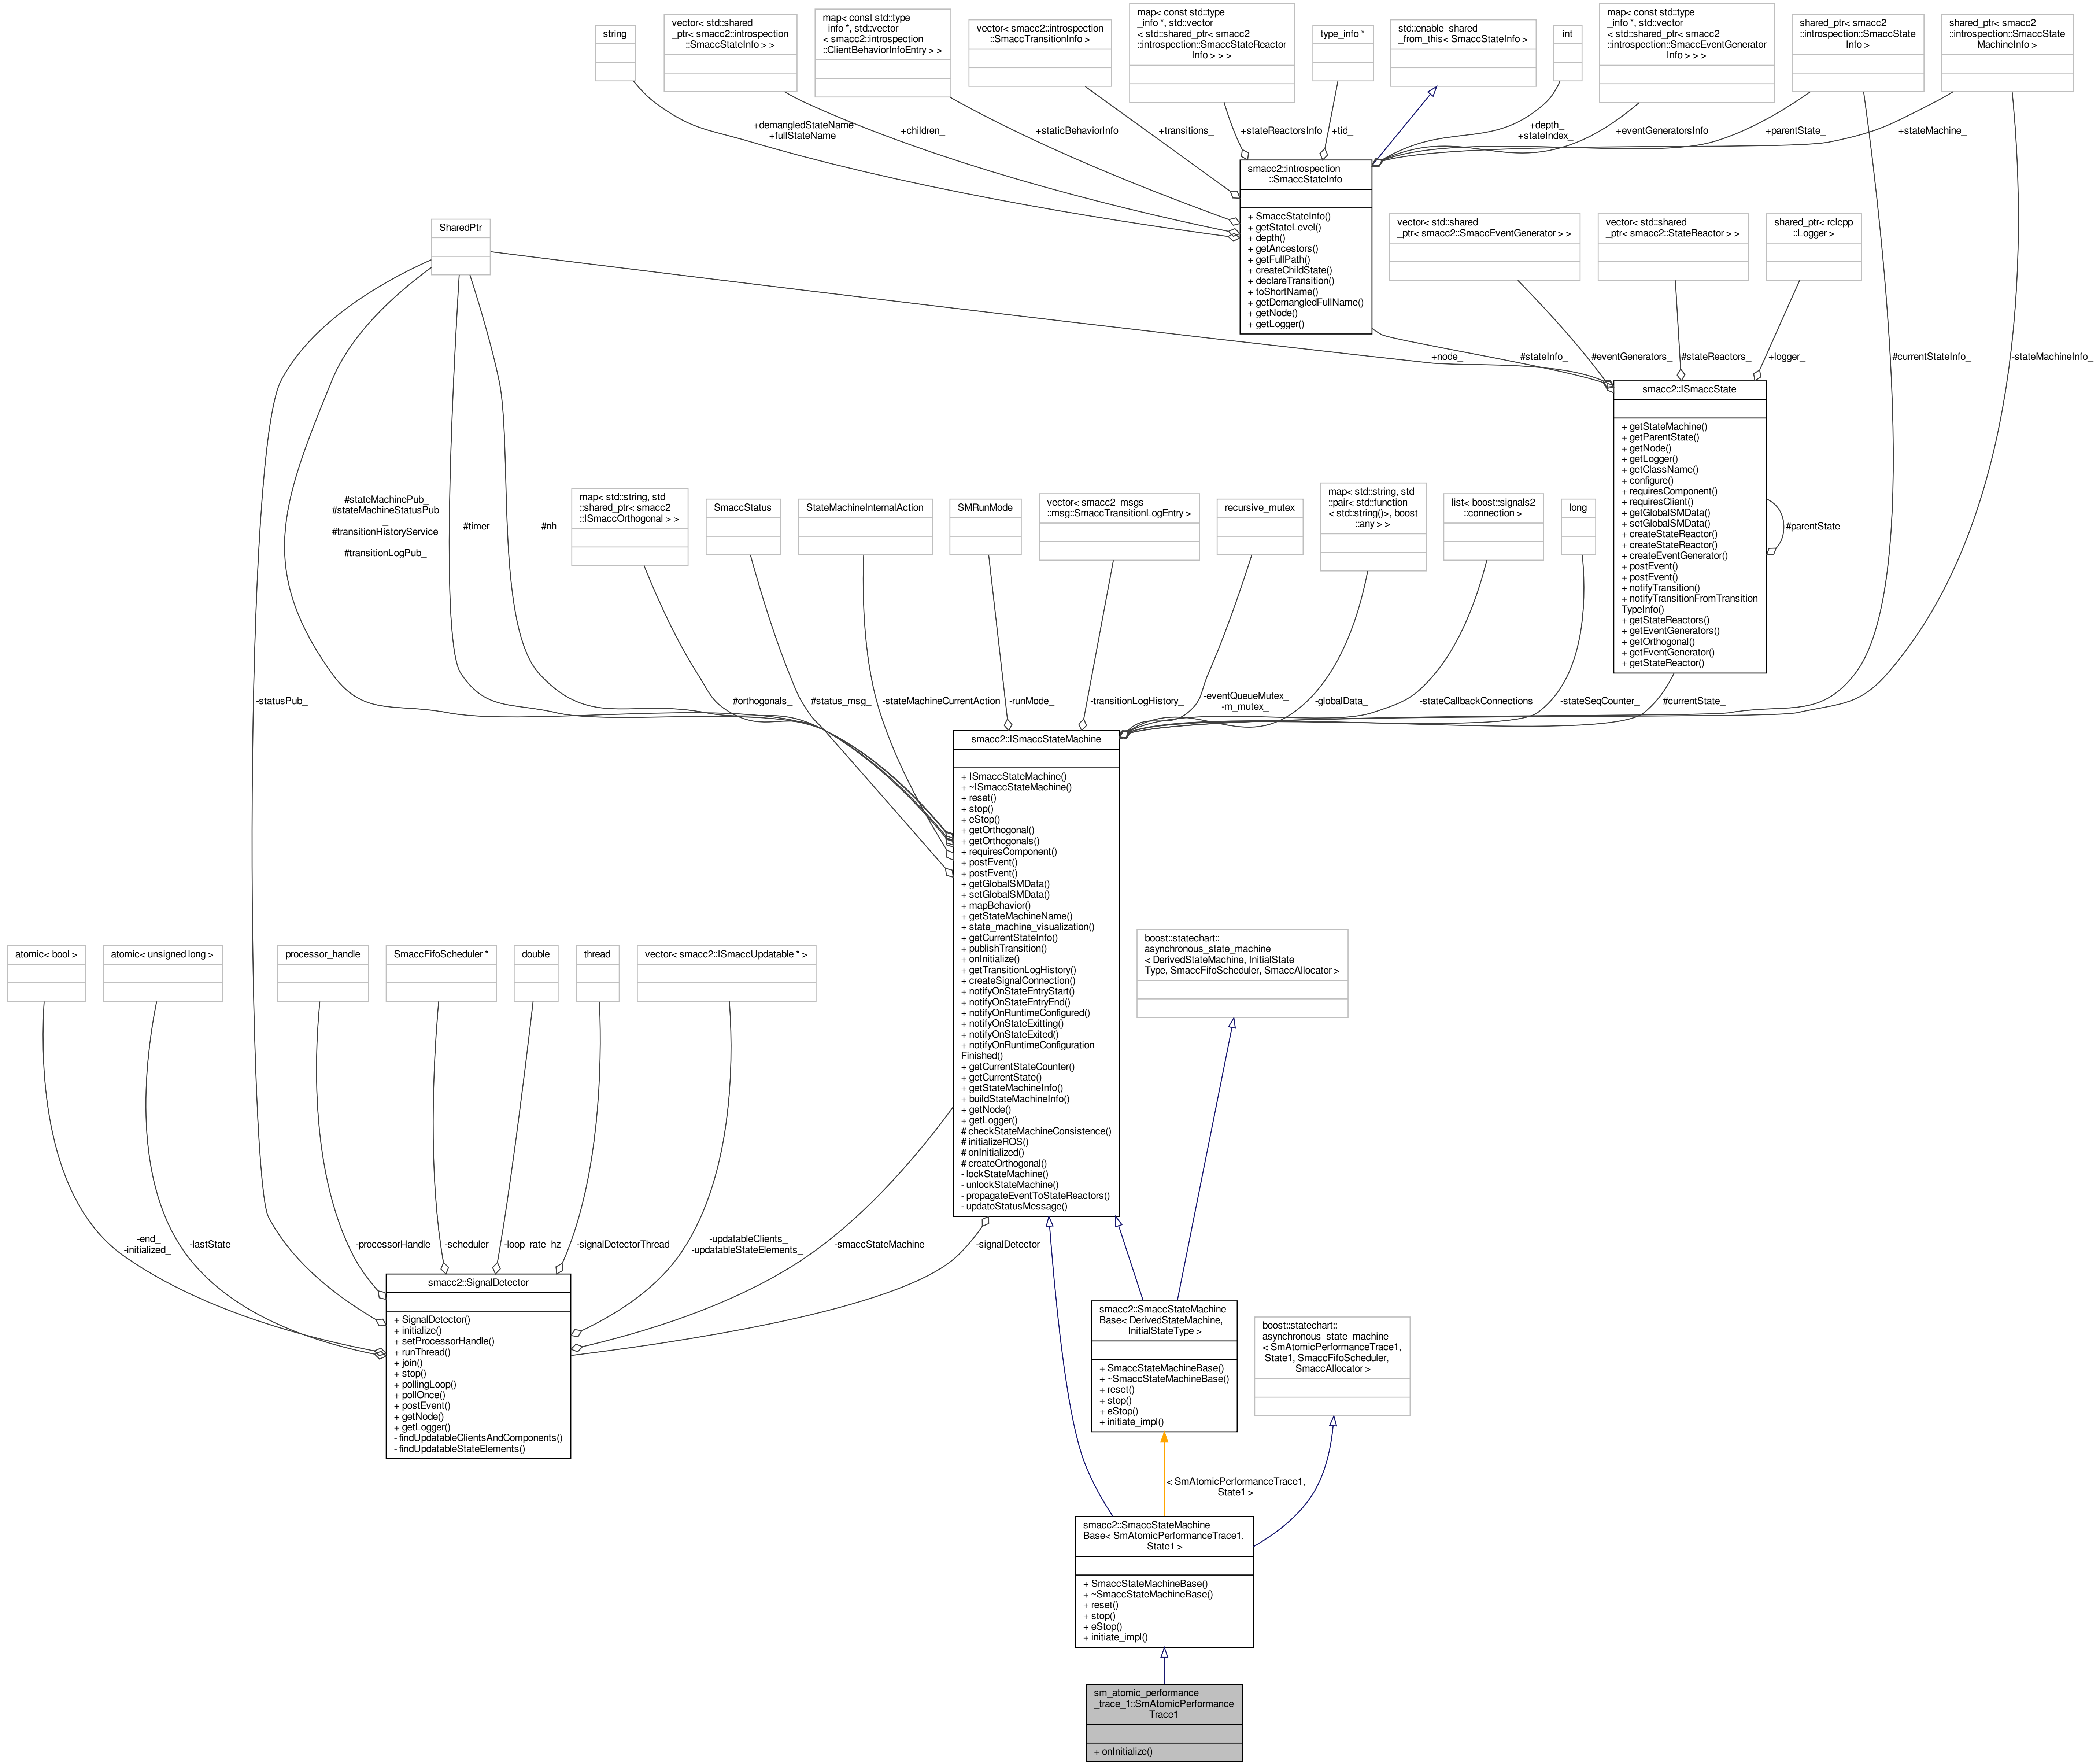 string
vector< std::shared
_ptr< smacc2::introspection
::SmaccStateInfo > >
map< const std::type
_info *, std::vector
< smacc2::introspection
::ClientBehaviorInfoEntry > >
vector< smacc2::introspection
::SmaccTransitionInfo >
map< const std::type
_info *, std::vector
< std::shared_ptr< smacc2
::introspection::SmaccStateReactor
Info > > >
type_info *
std::enable_shared
_from_this< SmaccStateInfo >
int
map< const std::type
_info *, std::vector
< std::shared_ptr< smacc2
::introspection::SmaccEventGenerator
Info > > >
shared_ptr< smacc2
::introspection::SmaccState
Info >
shared_ptr< smacc2
::introspection::SmaccState
MachineInfo >
+demangledStateName
+fullStateName
+children_
+staticBehaviorInfo
+transitions_
+stateReactorsInfo
+tid_
+depth_
+stateIndex_
+eventGeneratorsInfo
+parentState_
+stateMachine_
smacc2::introspection
::SmaccStateInfo
+ SmaccStateInfo()
+ getStateLevel()
+ depth()
+ getAncestors()
+ getFullPath()
+ createChildState()
+ declareTransition()
+ toShortName()
+ getDemangledFullName()
+ getNode()
+ getLogger()
SharedPtr
vector< std::shared
_ptr< smacc2::SmaccEventGenerator > >
vector< std::shared
_ptr< smacc2::StateReactor > >
shared_ptr< rclcpp
::Logger >
+node_
#stateInfo_
#eventGenerators_
#stateReactors_
+logger_
#currentStateInfo_
-stateMachineInfo_
smacc2::ISmaccState
+ getStateMachine()
+ getParentState()
+ getNode()
+ getLogger()
+ getClassName()
+ configure()
+ requiresComponent()
+ requiresClient()
+ getGlobalSMData()
+ setGlobalSMData()
+ createStateReactor()
+ createStateReactor()
+ createEventGenerator()
+ postEvent()
+ postEvent()
+ notifyTransition()
+ notifyTransitionFromTransition
TypeInfo()
+ getStateReactors()
+ getEventGenerators()
+ getOrthogonal()
+ getEventGenerator()
+ getStateReactor()
#parentState_
#stateMachinePub_
#stateMachineStatusPub
_
#transitionHistoryService
_
#transitionLogPub_
#timer_
#nh_
map< std::string, std
::shared_ptr< smacc2
::ISmaccOrthogonal > >
SmaccStatus
StateMachineInternalAction
SMRunMode
vector< smacc2_msgs
::msg::SmaccTransitionLogEntry >
recursive_mutex
map< std::string, std
::pair< std::function
< std::string()>, boost
::any > >
list< boost::signals2
::connection >
long
-statusPub_
#orthogonals_
#status_msg_
-stateMachineCurrentAction
-runMode_
-transitionLogHistory_
-eventQueueMutex_
-m_mutex_
-globalData_
-stateCallbackConnections
-stateSeqCounter_
#currentState_
smacc2::ISmaccStateMachine
+ ISmaccStateMachine()
+ ~ISmaccStateMachine()
+ reset()
+ stop()
+ eStop()
+ getOrthogonal()
+ getOrthogonals()
+ requiresComponent()
+ postEvent()
+ postEvent()
+ getGlobalSMData()
+ setGlobalSMData()
+ mapBehavior()
+ getStateMachineName()
+ state_machine_visualization()
+ getCurrentStateInfo()
+ publishTransition()
+ onInitialize()
+ getTransitionLogHistory()
+ createSignalConnection()
+ notifyOnStateEntryStart()
+ notifyOnStateEntryEnd()
+ notifyOnRuntimeConfigured()
+ notifyOnStateExitting()
+ notifyOnStateExited()
+ notifyOnRuntimeConfiguration
Finished()
+ getCurrentStateCounter()
+ getCurrentState()
+ getStateMachineInfo()
+ buildStateMachineInfo()
+ getNode()
+ getLogger()
# checkStateMachineConsistence()
# initializeROS()
# onInitialized()
# createOrthogonal()
- lockStateMachine()
- unlockStateMachine()
- propagateEventToStateReactors()
- updateStatusMessage()
atomic< bool >
atomic< unsigned long >
processor_handle
SmaccFifoScheduler *
double
thread
vector< smacc2::ISmaccUpdatable * >
boost::statechart::
asynchronous_state_machine
< DerivedStateMachine, InitialState
Type, SmaccFifoScheduler, SmaccAllocator >
-end_
-initialized_
-lastState_
-processorHandle_
-scheduler_
-loop_rate_hz
-signalDetectorThread_
-updatableClients_
-updatableStateElements_
-smaccStateMachine_
-signalDetector_
smacc2::SignalDetector
+ SignalDetector()
+ initialize()
+ setProcessorHandle()
+ runThread()
+ join()
+ stop()
+ pollingLoop()
+ pollOnce()
+ postEvent()
+ getNode()
+ getLogger()
- findUpdatableClientsAndComponents()
- findUpdatableStateElements()
smacc2::SmaccStateMachine
Base< DerivedStateMachine,
InitialStateType >
+ SmaccStateMachineBase()
+ ~SmaccStateMachineBase()
+ reset()
+ stop()
+ eStop()
+ initiate_impl()
boost::statechart::
asynchronous_state_machine
< SmAtomicPerformanceTrace1,
State1, SmaccFifoScheduler,
SmaccAllocator >
< SmAtomicPerformanceTrace1,
State1 >
smacc2::SmaccStateMachine
Base< SmAtomicPerformanceTrace1,
State1 >
+ SmaccStateMachineBase()
+ ~SmaccStateMachineBase()
+ reset()
+ stop()
+ eStop()
+ initiate_impl()
sm_atomic_performance
_trace_1::SmAtomicPerformance
Trace1
+ onInitialize()